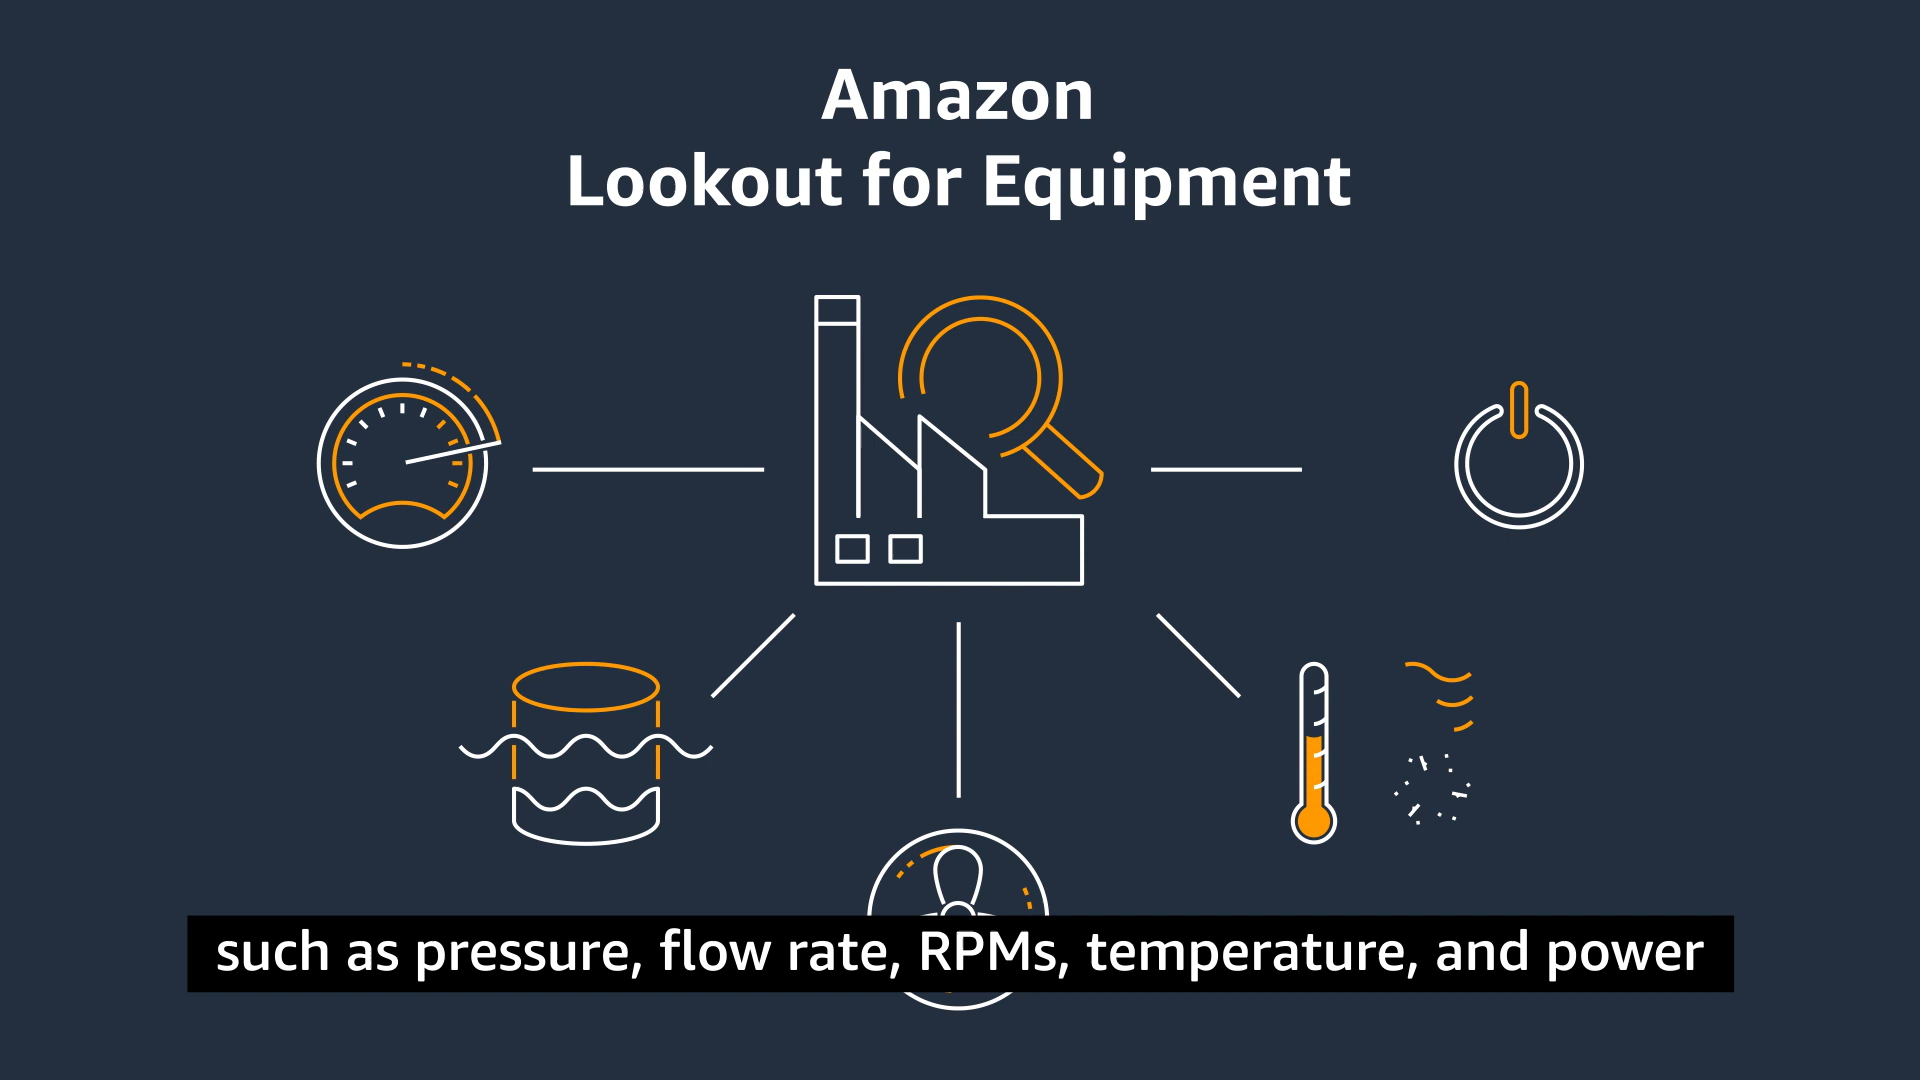 Amazon
Lookout for Equipment
such as pressure, flow rate, RPMs, temperature, and power